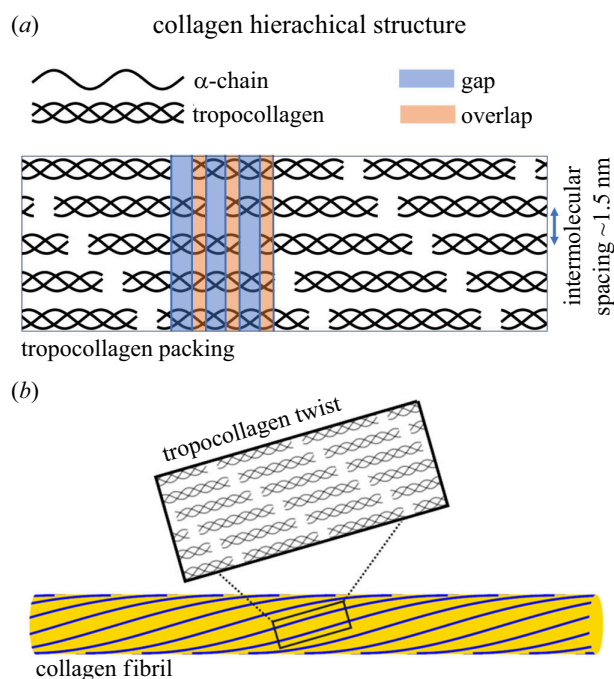 (a) collagen hierachical structure
α-chain
tropocollagen
gap
overlap
intermolecular
spacing ~1.5 nm
tropocollagen packing
(b)
tropocollagen twist
collagen fibril